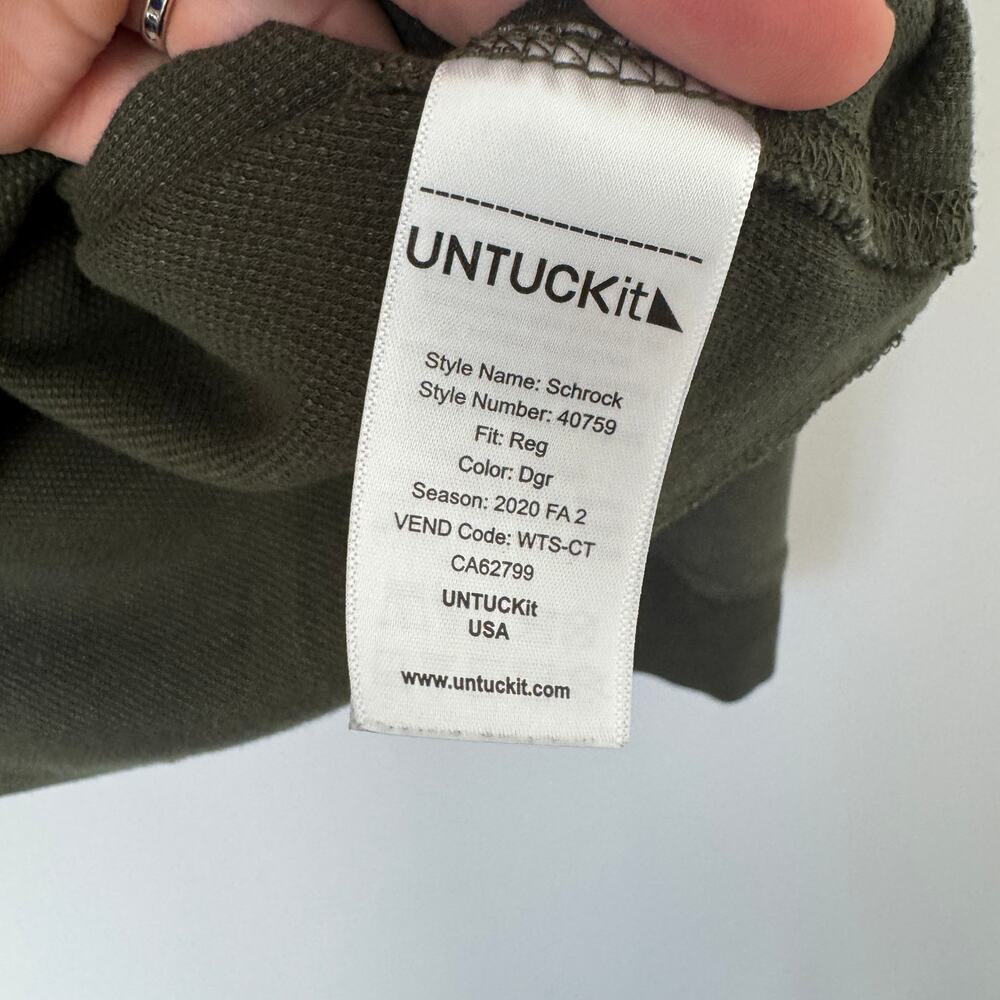 UNTUCKit
Style Name: Schrock
Style Number: 40759
Fit: Reg
Color: Dgr
Season: 2020 FA 2
VEND Code: WTS-CT
CA62799
UNTUCKit
USA
www.untuckit.com